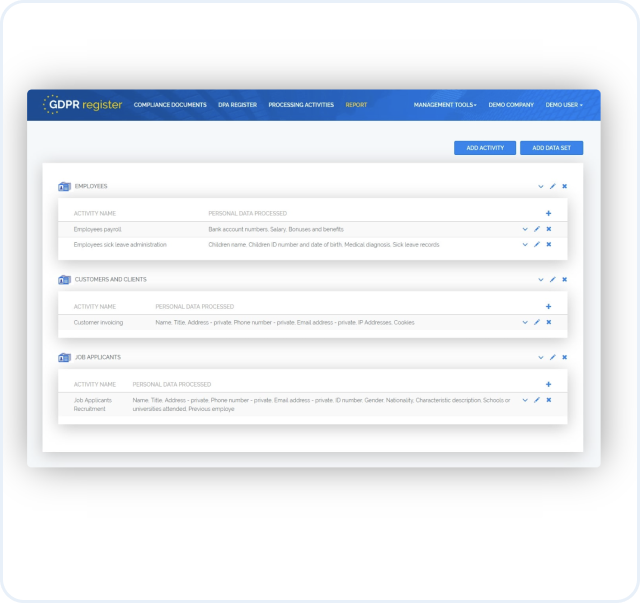 GDPR register COMPLIANCE DOCUMENTS DPA REGISTER PROCESSING ACTIVITIES REPORT MANAGEMENT TOOLS DEMO COMPANY DEMO USER
ADD ACTIVITY ADD DATA SET
EMPLOYEES
ACTIVITY NAME PERSONAL DATA PROCESSED
Employees payroll Bank account numbers, Salary, Bonuses and benefits
Employees sick leave administration Children name, Children ID number and date of birth, Medical diagnosis, Sick leave records
CUSTOMERS AND CLIENTS
ACTIVITY NAME PERSONAL DATA PROCESSED
Customer invoicing Name, Title, Address - private, Phone number - private, Email address - private, IP Addresses, Cookies
JOB APPLICANTS
ACTIVITY NAME PERSONAL DATA PROCESSED
Job Applicants Name, Title, Address - private, Phone number - private, Email address - private, ID number, Gender, Nationality, Characteristic description, Schools or
Recruitment universities attended, Previous employe